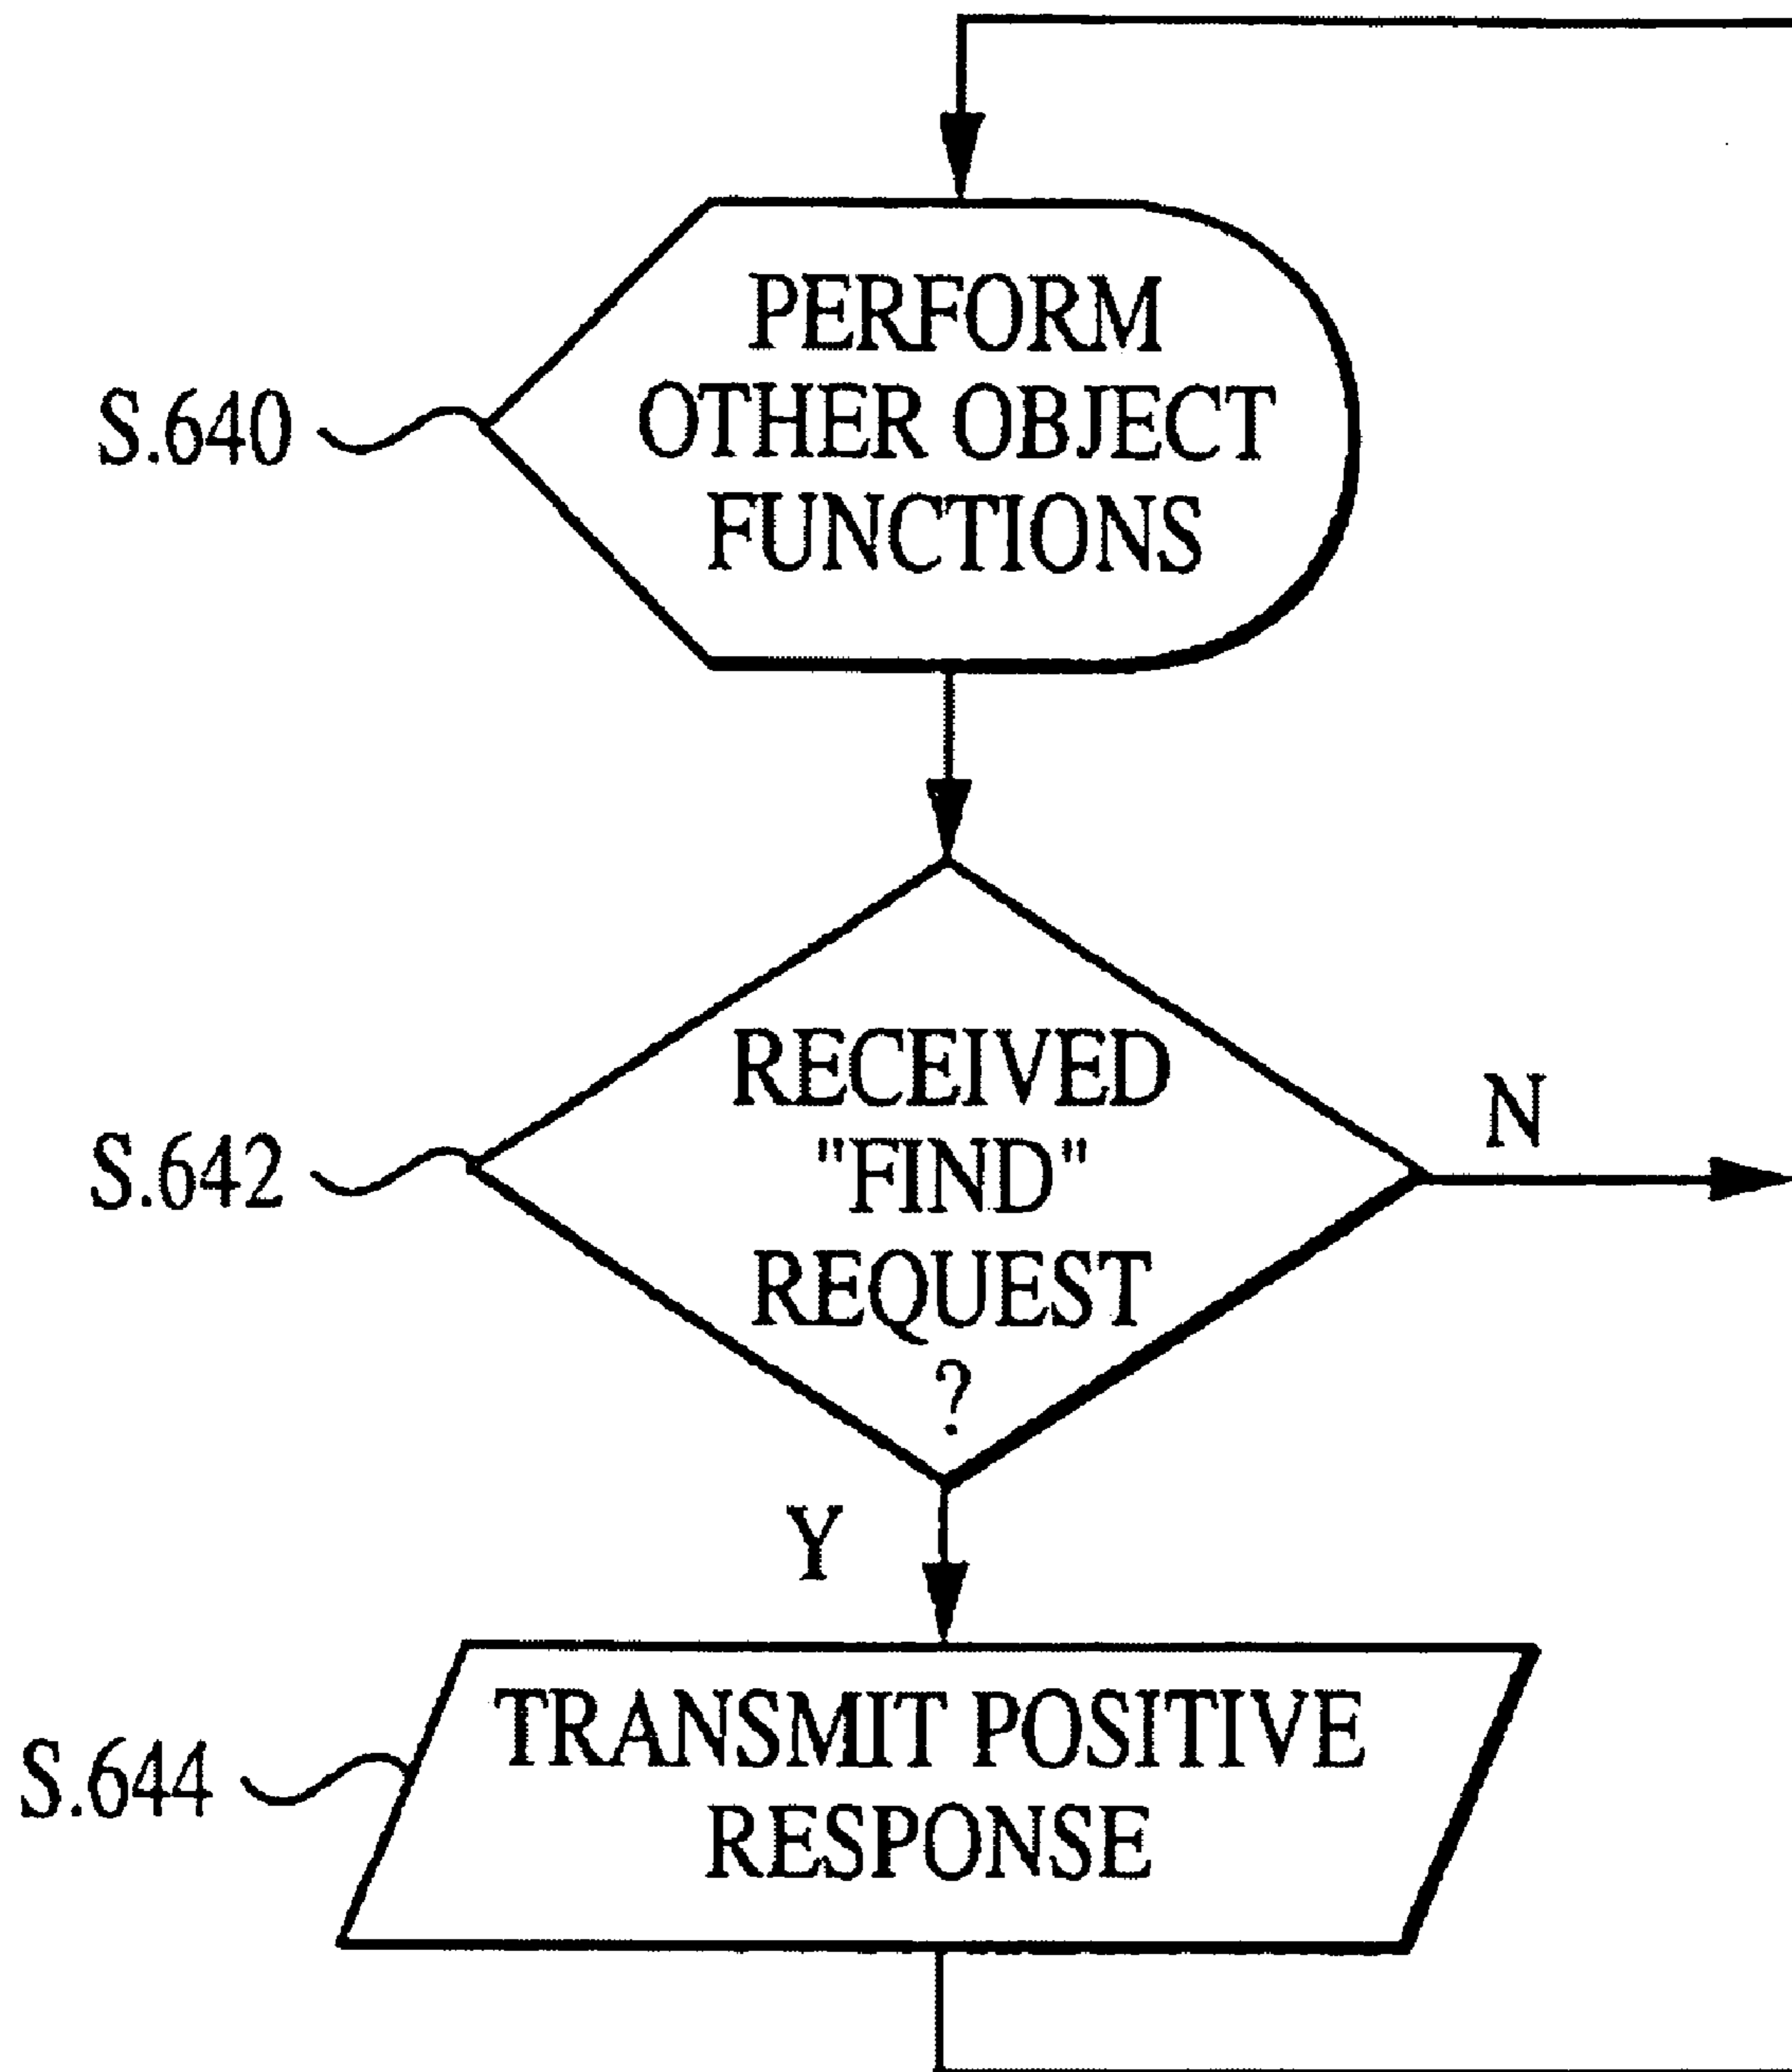 PERFORM
OTHER OBJECT
FUNCTIONS
S.640
RECEIVED
"FIND"
REQUEST
?
S.642
N
Y
TRANSMIT POSITIVE
RESPONSE
S.644